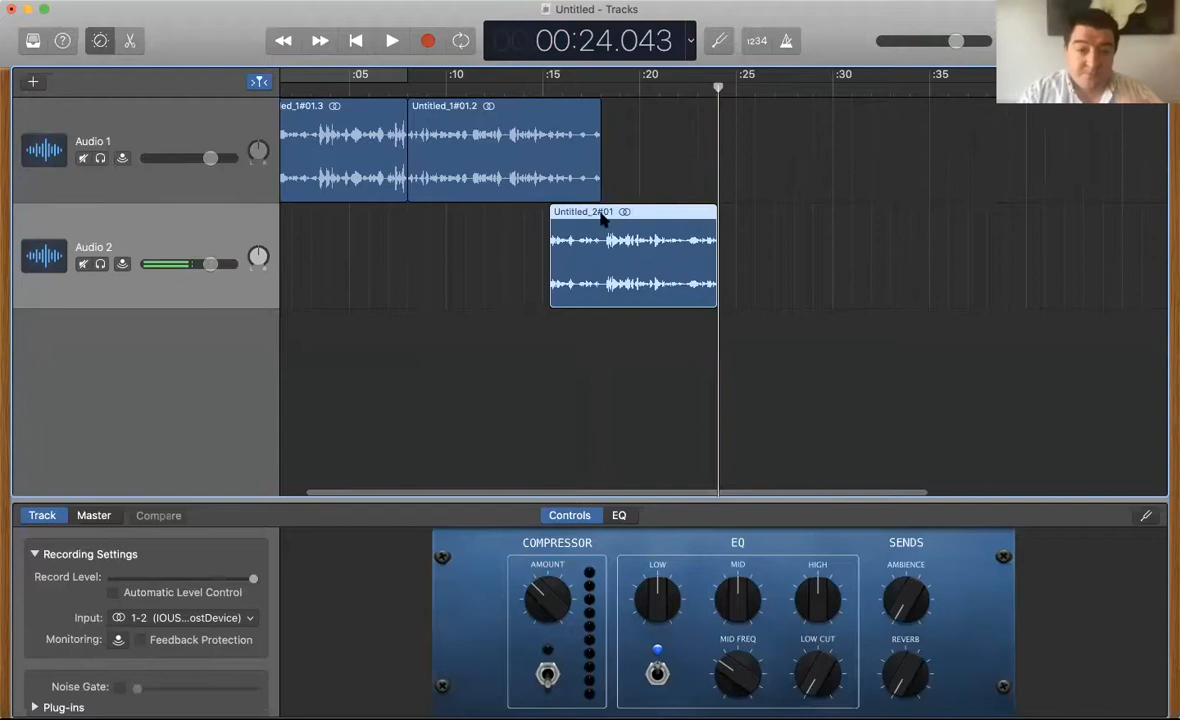 Untitled - Tracks
00:24.043
1234
:05 :10 :15 :20 :25 :30 :35
ed_1#01.3 Untitled_1#01.2
Audio 1
L R
Untitled_2#01
Audio 2
L R
Track Master Compare Controls EQ
Recording Settings
Record Level:
Automatic Level Control
Input: 1-2 (IOUS...ostDevice)
Monitoring: Feedback Protection
Noise Gate:
Plug-ins
COMPRESSOR EQ SENDS
AMOUNT LOW MID HIGH AMBIENCE
MID FREQ LOW CUT REVERB